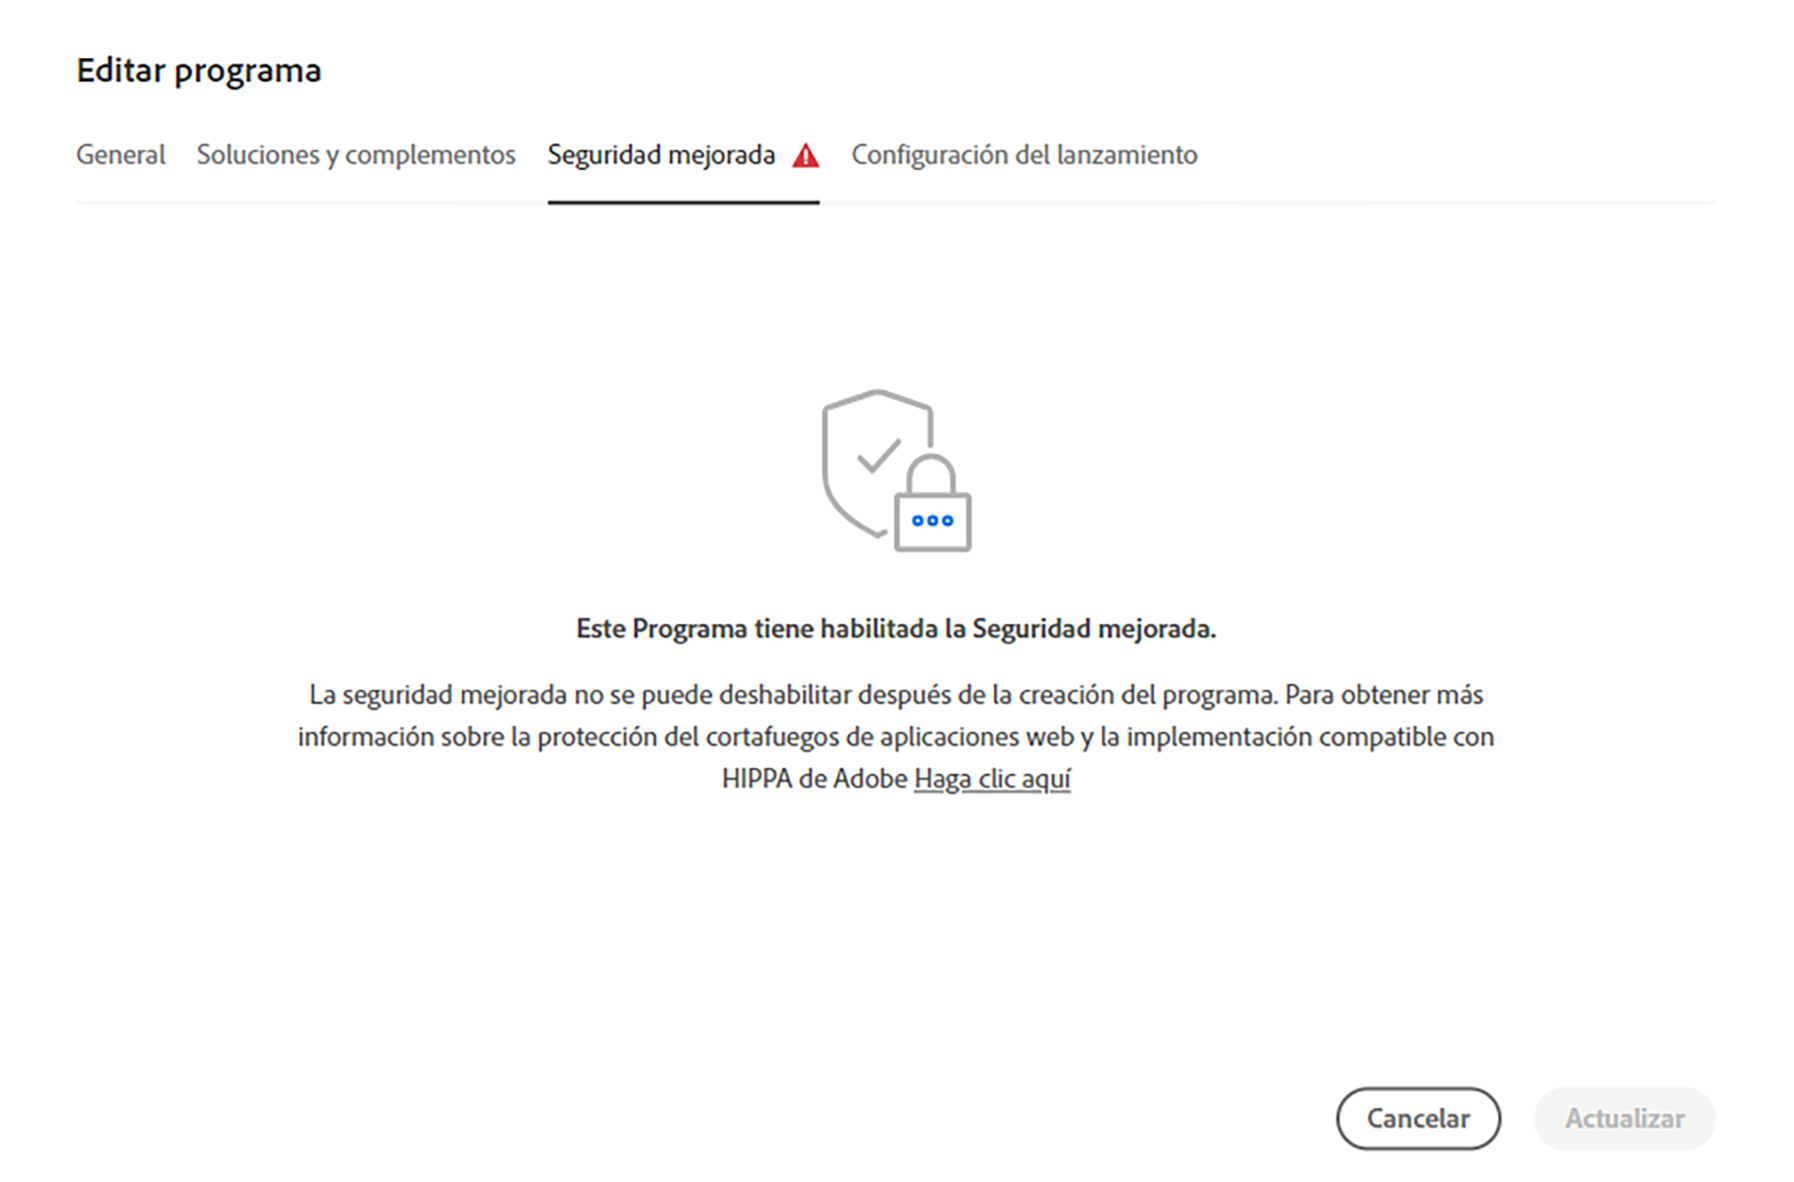 Editar programa
General Soluciones y complementos Seguridad mejorada Configuración del lanzamiento
Este Programa tiene habilitada la Seguridad mejorada.
La seguridad mejorada no se puede deshabilitar después de la creación del programa. Para obtener más
información sobre la protección del cortafuegos de aplicaciones web y la implementación compatible con
HIPPA de Adobe Haga clic aquí
Cancelar Actualizar